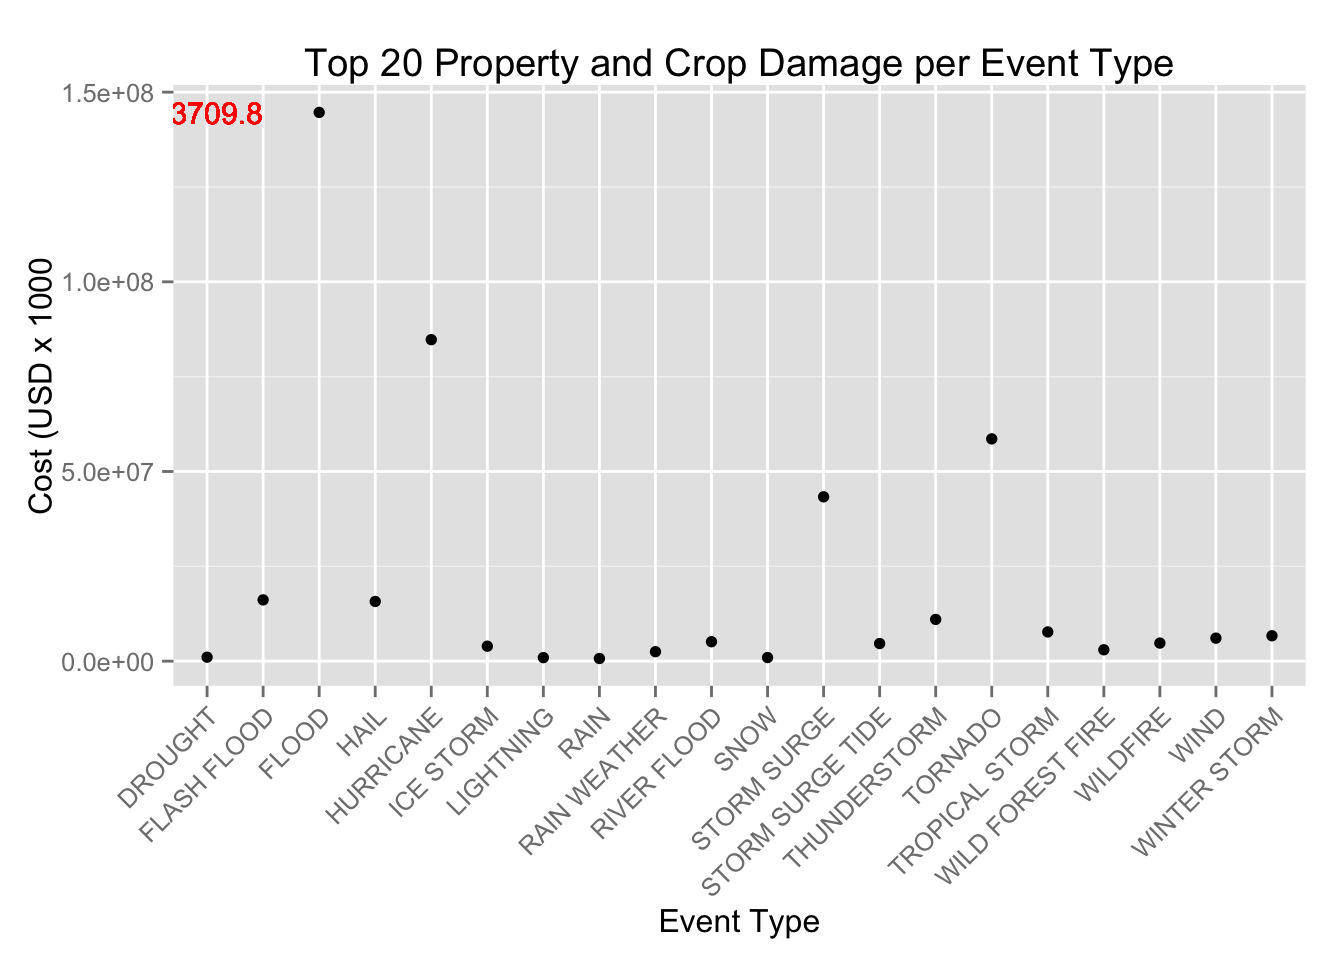 Top 20 Property and Crop Damage per Event Type
1.5e+08
3709.8
1.0e+08
5.0e+07
0.0e+00
Cost (USD x 1000
DROUGHT
FLASH FLOOD
FLOOD
HAIL
HURRICANE
ICE STORM
LIGHTNING
RAIN
RAIN WEATHER
RIVER FLOOD
SNOW
STORM SURGE
STORM SURGE TIDE
THUNDERSTORM
TORNADO
TROPICAL STORM
WILD FOREST FIRE
WILDFIRE
WIND
WINTER STORM
Event Type